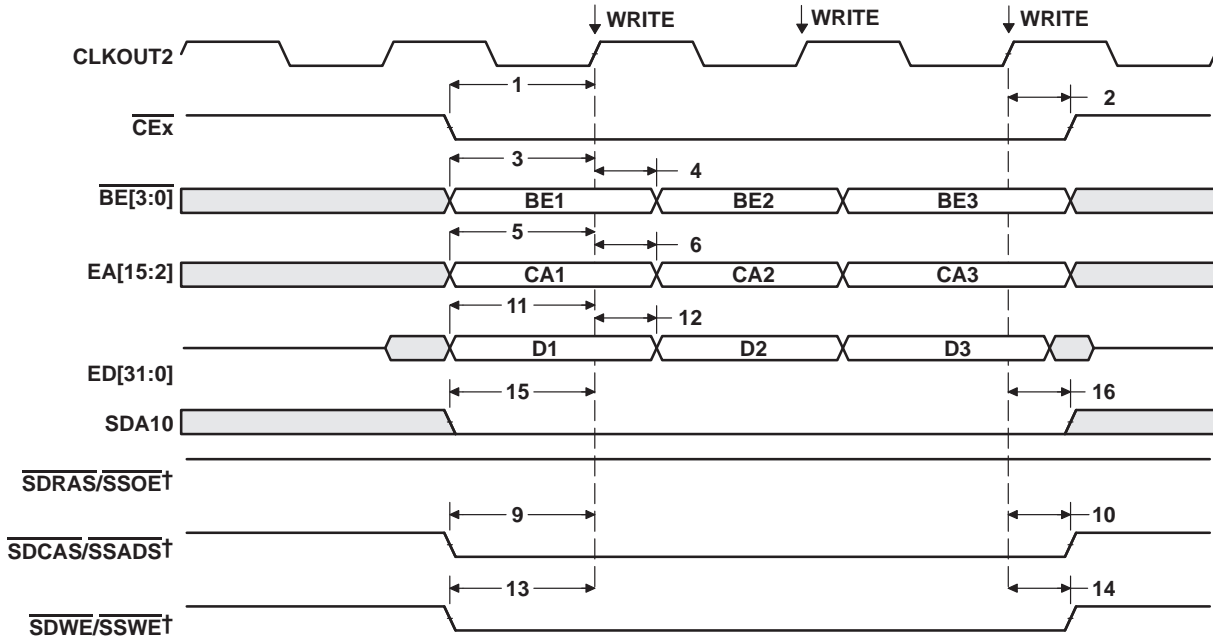 WRITE WRITE WRITE
CLKOUT2
1 2
CEx
3 4
BE[3:0] BE1 BE2 BE3
5 6
EA[15:2] CA1 CA2 CA3
11 12
D1 D2 D3
ED[31:0]
15 16
SDA10
SDRAS/SSOE†
9 10
SDCAS/SSADS†
13 14
SDWE/SSWE†